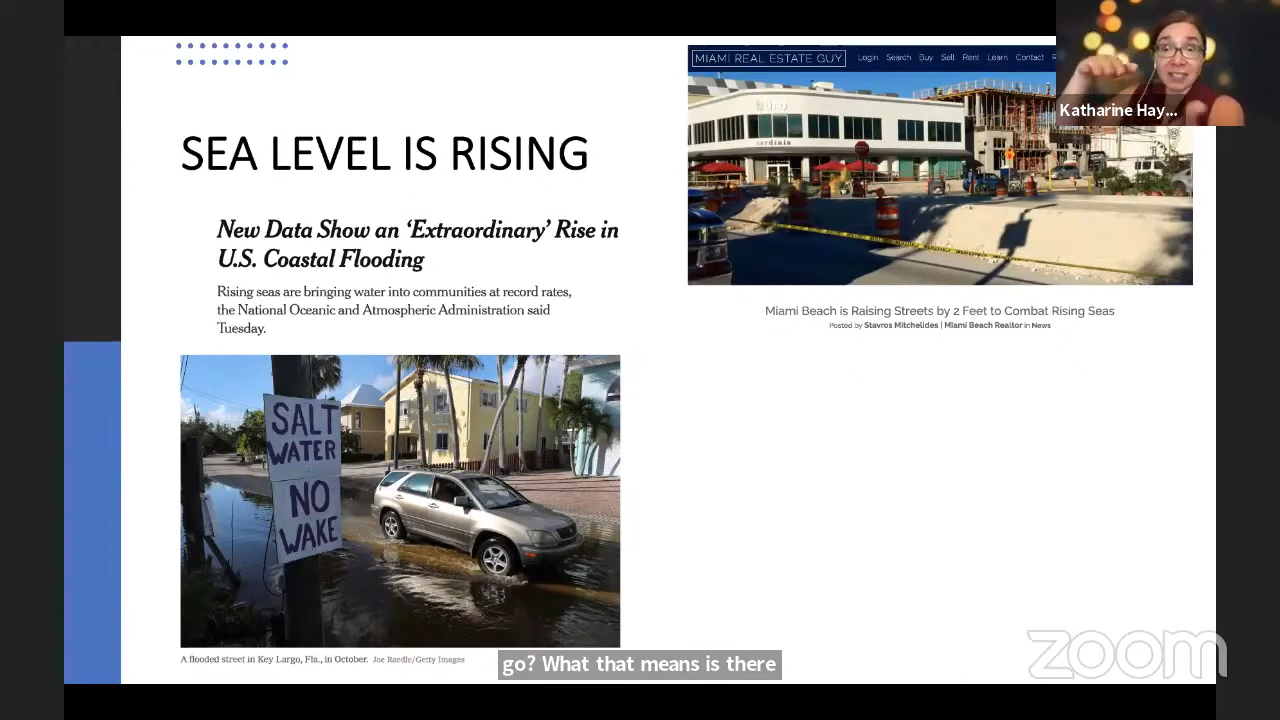 SEA LEVEL IS RISING
New Data Show an ‘Extraordinary’ Rise in
U.S. Coastal Flooding
Rising seas are bringing water into communities at record rates,
the National Oceanic and Atmospheric Administration said
Tuesday.
SALT
WATER
NO
WAKE
A flooded street in Key Largo, Fla., in October. Joe Raedle/Getty Images
MIAMI REAL ESTATE GUY Login Search Buy Sell Rent Learn Contact
sardinia
Miami Beach is Raising Streets by 2 Feet to Combat Rising Seas
Posted by Stavros Mitchelides | Miami Beach Realtor in News
Katharine Hay...
go? What that means is there
zoom